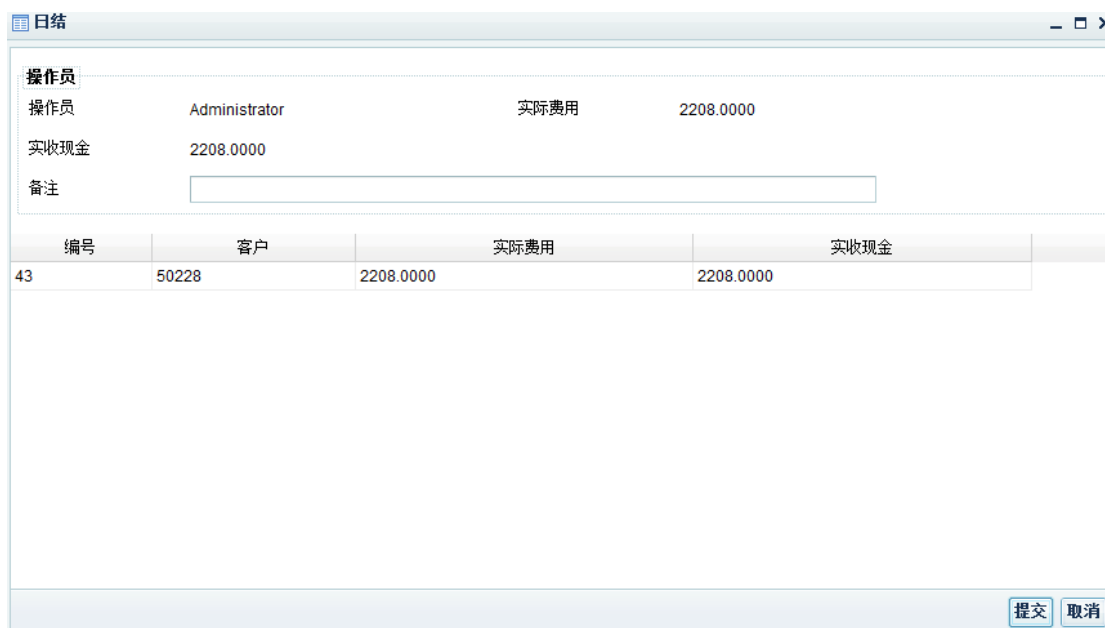 日结
操作员
操作员 Administrator 实际费用 2208.0000
实收现金 2208.0000
备注
编号 客户 实际费用 实收现金
43 50228 2208.0000 2208.0000
提交 取消